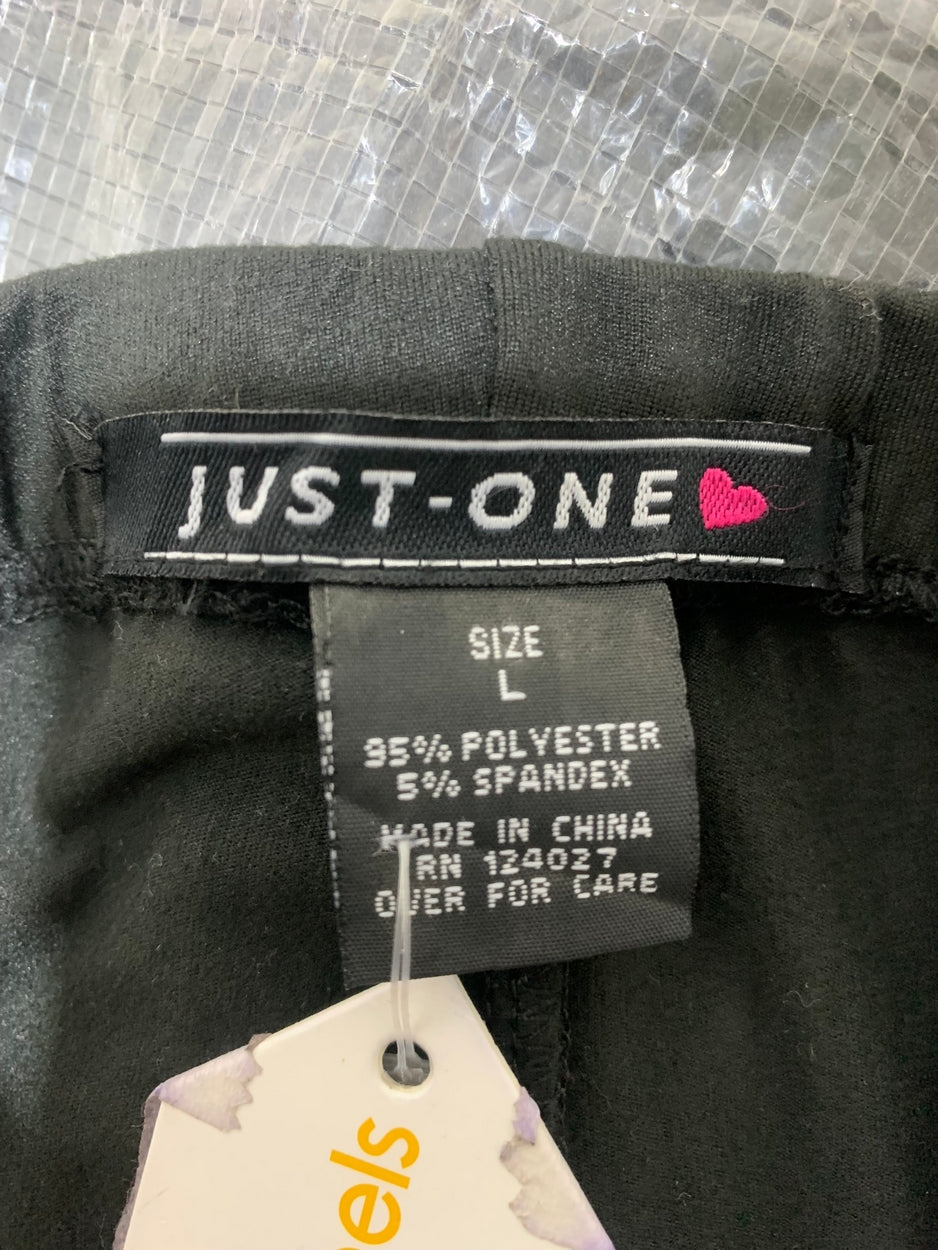 JUST-ONE
SIZE
L
95% POLYESTER
5% SPANDEX
MADE IN CHINA
RN 124027
OVER FOR CARE
els